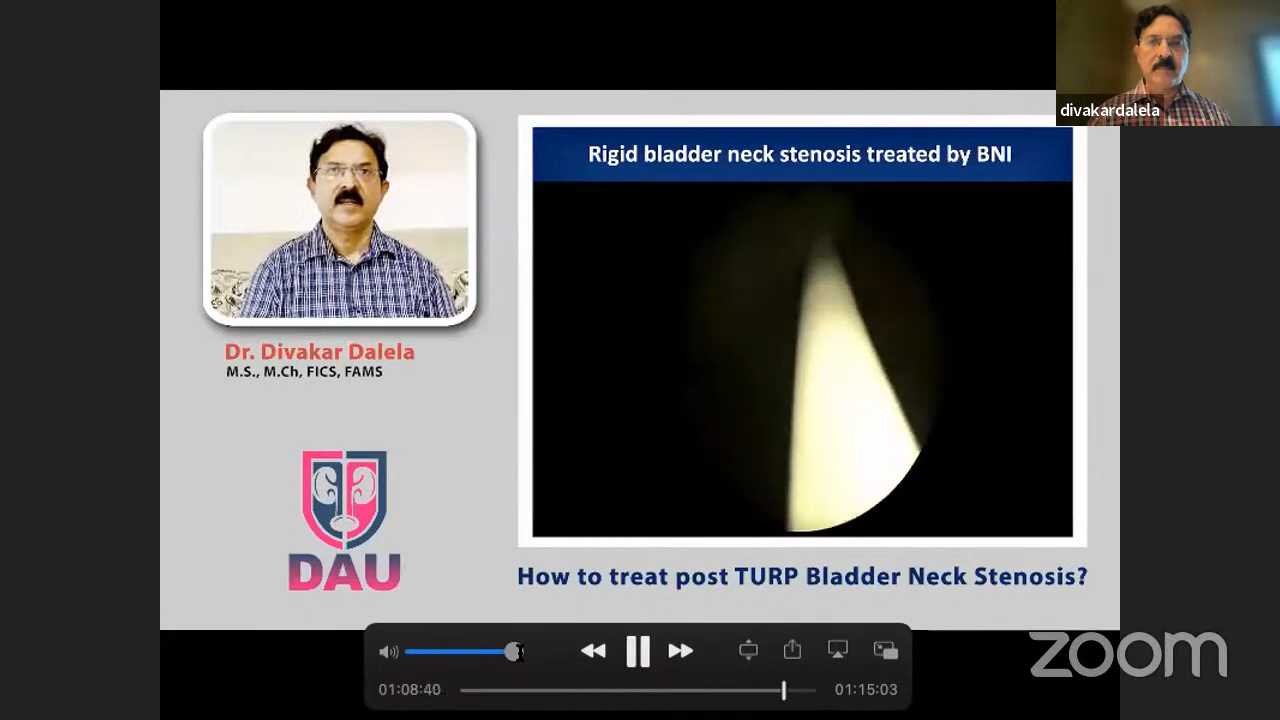 divakardalela
Rigid bladder neck stenosis treated by BNI
Dr. Divakar Dalela
M.S., M.Ch, FICS, FAMS
DAU
How to treat post TURP Bladder Neck Stenosis?
zoom
01:08:40
01:15:03